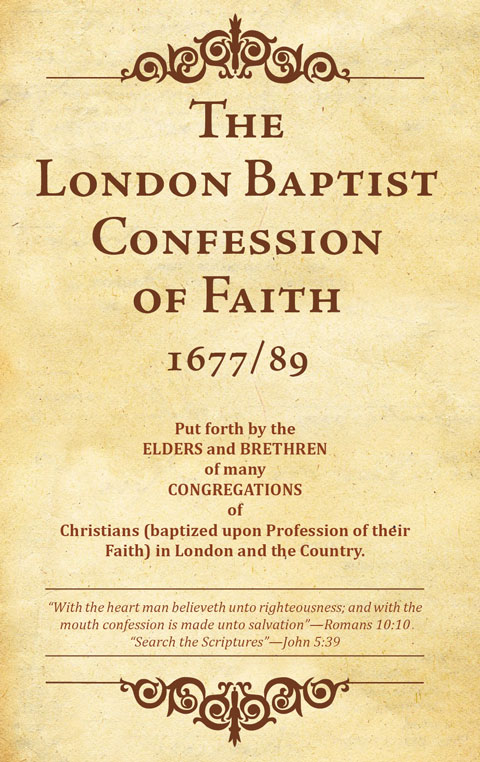 The
London Baptist
Confession
of Faith
1677/89
Put forth by the
ELDERS and BRETHREN
of many
CONGREGATIONS
of
Christians (baptized upon Profession of their
Faith) in London and the Country.
“With the heart man believeth unto righteousness; and with the
mouth confession is made unto salvation”—Romans 10:10.
“Search the Scriptures”—John 5:39